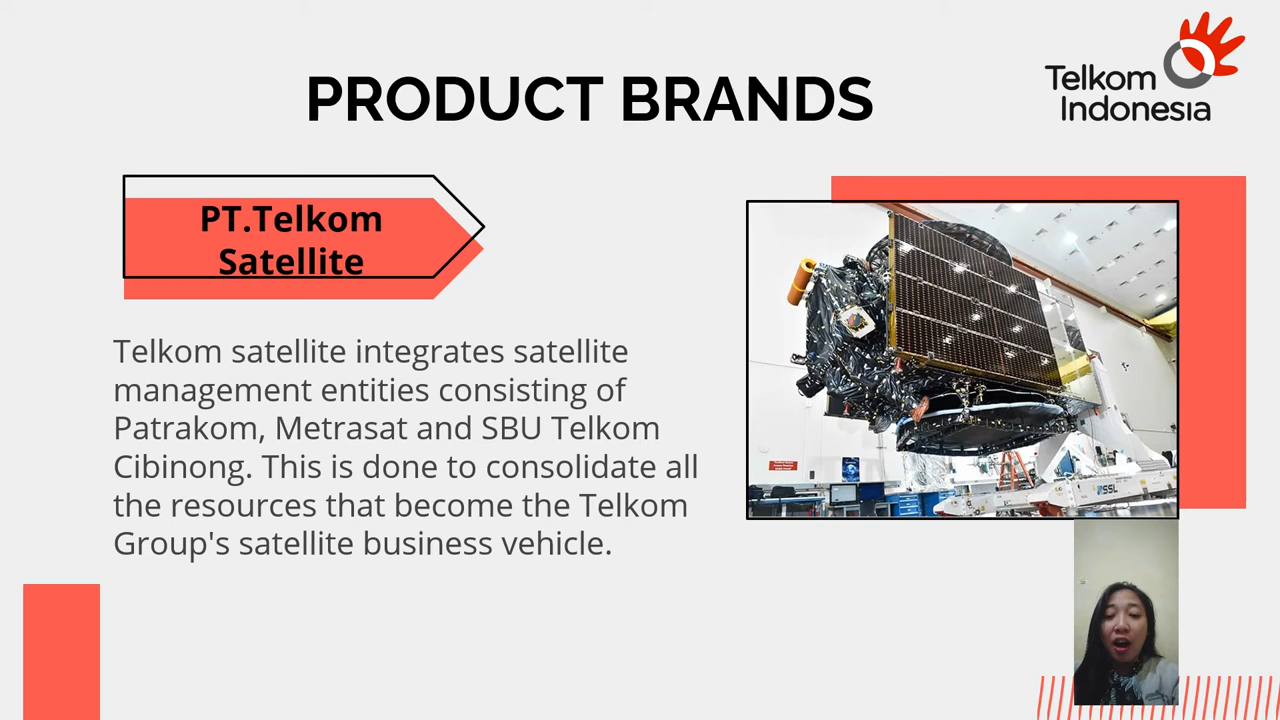 PRODUCT BRANDS
Telkom
Indonesia
PT.Telkom
Satellite
Telkom satellite integrates satellite
management entities consisting of
Patrakom, Metrasat and SBU Telkom
Cibinong. This is done to consolidate all
the resources that become the Telkom
Group's satellite business vehicle.
SSL